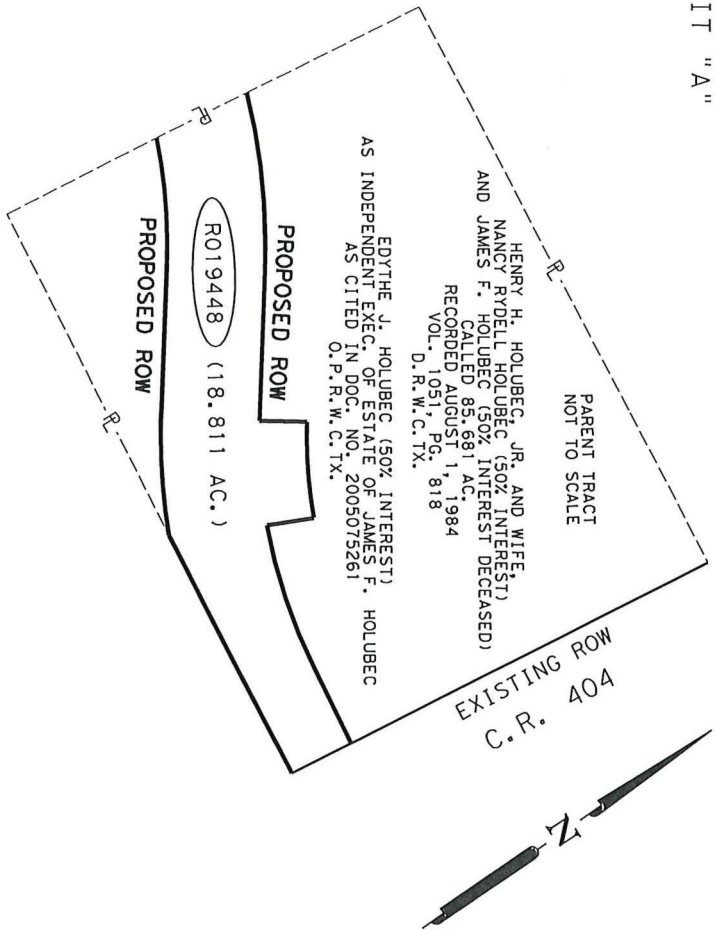 IT "A"
PARENT TRACT
NOT TO SCALE
HENRY H. HOLUBEC, JR. AND WIFE,
NANCY RYDELL HOLUBEC (50% INTEREST)
AND JAMES F. HOLUBEC (50% INTEREST DECEASED)
CALLED 85.681 AC.
RECORDED AUGUST 1, 1984
VOL. 1051, PG. 818
D.R.W.C.TX.
EDYTHE J. HOLUBEC (50% INTEREST)
AS INDEPENDENT EXEC. OF ESTATE OF JAMES F. HOLUBEC
AS CITED IN DOC. NO. 2005075261
O.P.R.W.C.TX.
PROPOSED ROW
R019448 (18.811 AC.)
PROPOSED ROW
EXISTING ROW
C.R. 404
PL
PL
PL
N